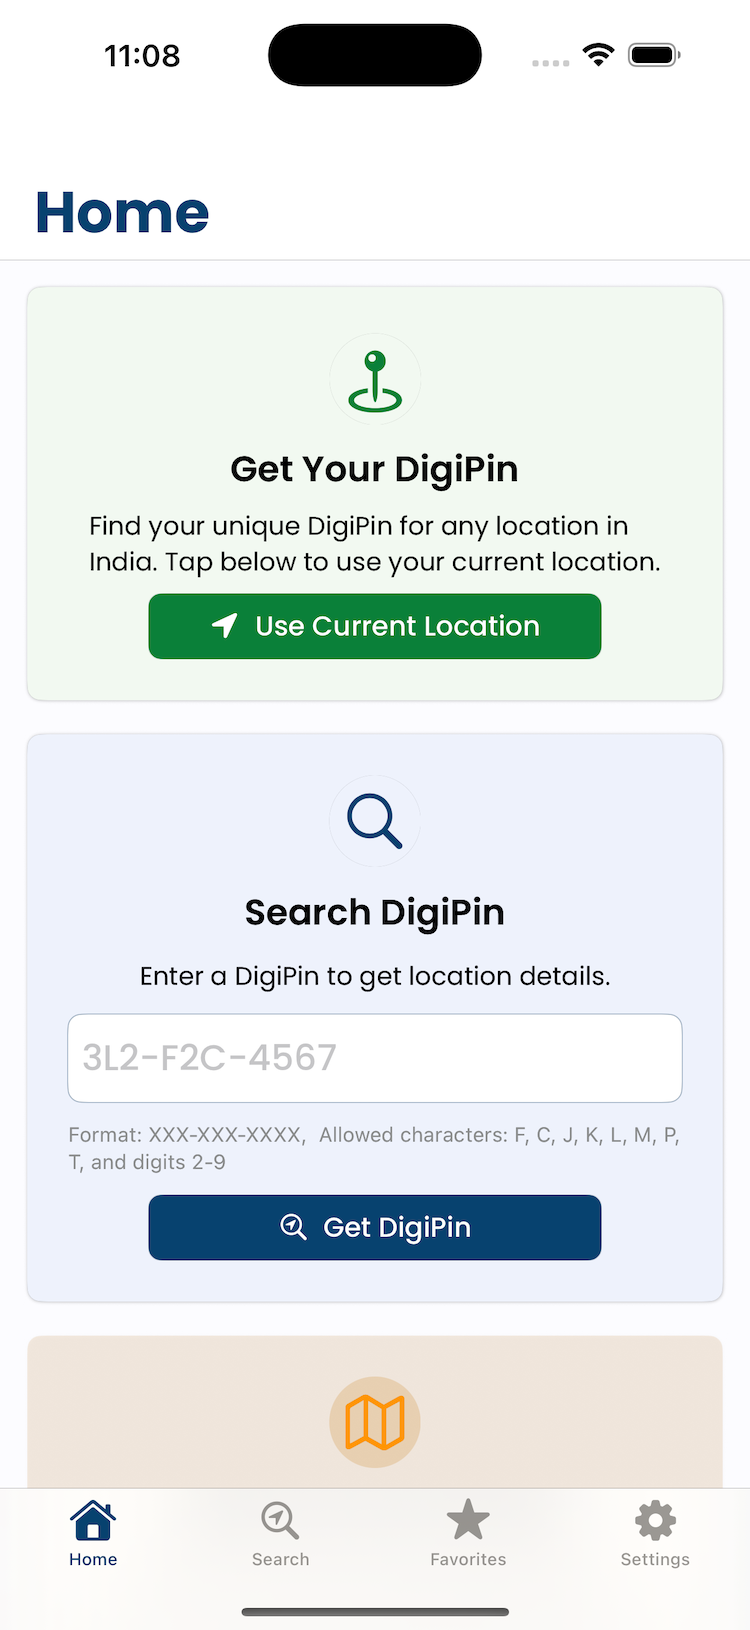 11:08
Home
Get Your DigiPin
Find your unique DigiPin for any location in
India. Tap below to use your current location.
Use Current Location
Search DigiPin
Enter a DigiPin to get location details.
3L2-F2C-4567
Format: XXX-XXX-XXXX,  Allowed characters: F, C, J, K, L, M, P,
T, and digits 2-9
Get DigiPin
Home
Search
Favorites
Settings